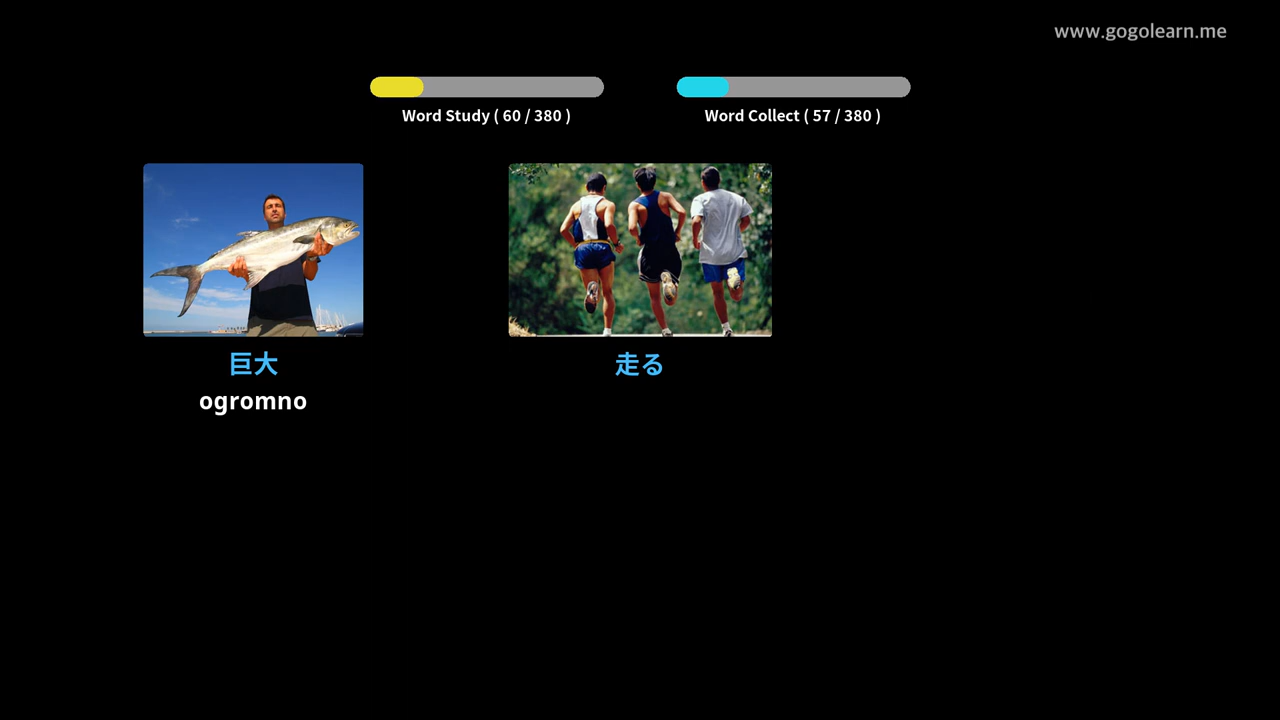 www.gogolearn.me
Word Study ( 60 / 380 )
Word Collect ( 57 / 380 )
巨大
ogromno
走る